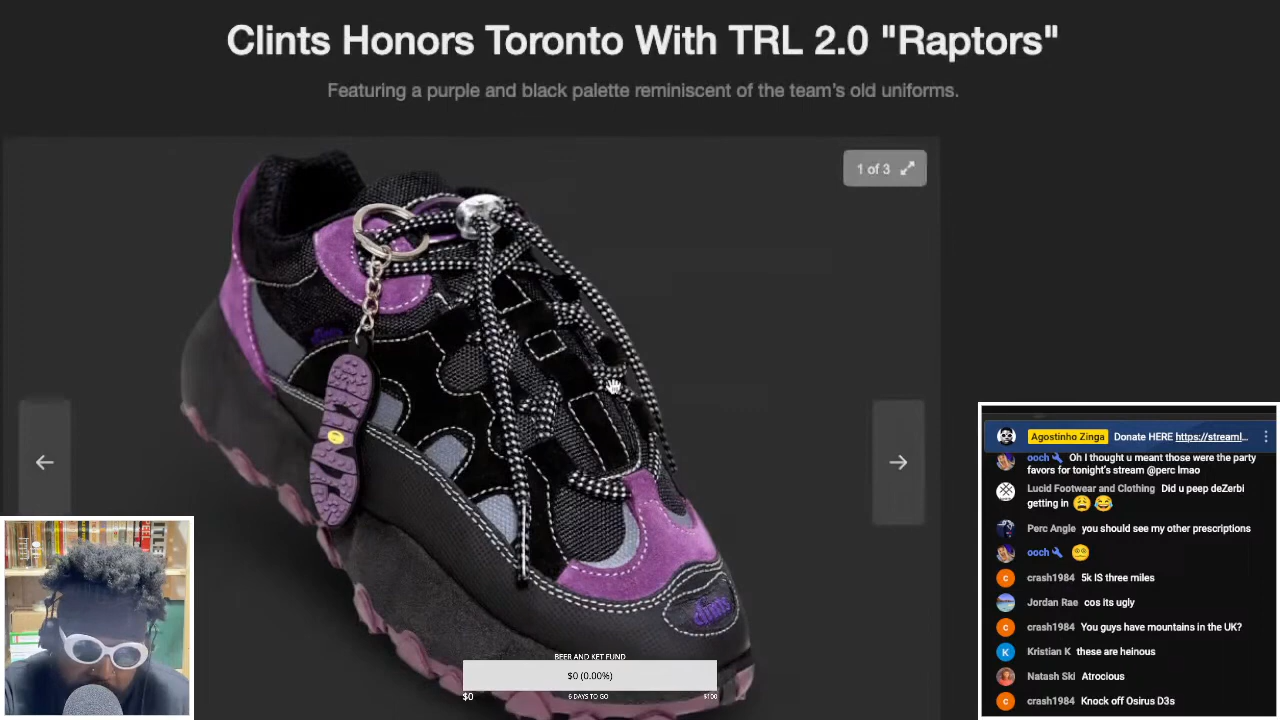 Clints Honors Toronto With TRL 2.0 "Raptors"
Featuring a purple and black palette reminiscent of the team's old uniforms.
1 of 3
Agostinho Zinga Donate HERE https://streaml...
ooch Oh I thought u meant those were the party
favors for tonight's stream @perc lmao
Lucid Footwear and Clothing Did u peep deZerbi
getting in 😩😂
Perc Angle you should see my other prescriptions
ooch
crash1984 5k IS three miles
Jordan Rae cos its ugly
crash1984 You guys have mountains in the UK?
Kristian K these are heinous
Natash Ski Atrocious
crash1984 Knock off Osirus D3s
BEER AND KET FUND
$0 (0.00%)
$0 6 DAYS TO GO $100
clints